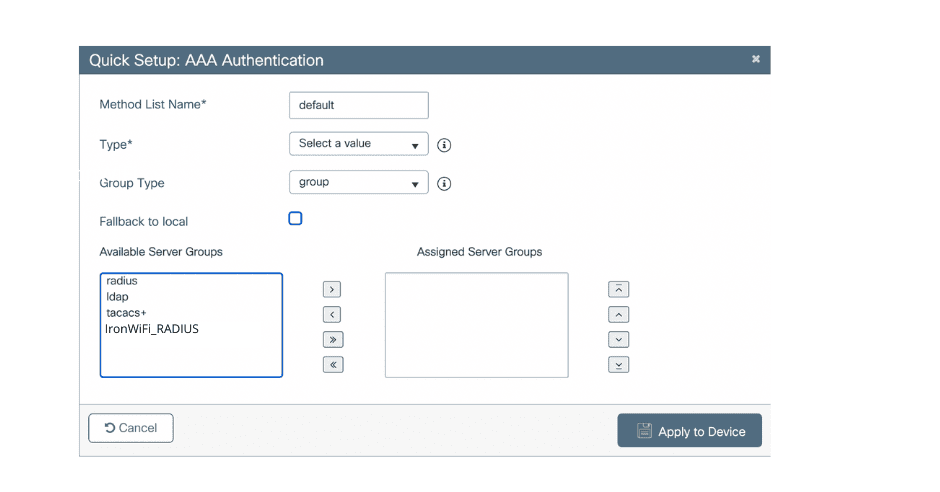 Quick Setup: AAA Authentication
Method List Name*
default
Type*
Select a value
Group Type
group
Fallback to local
Available Server Groups
Assigned Server Groups
radius
ldap
tacacs+
IronWiFi_RADIUS
Cancel
Apply to Device